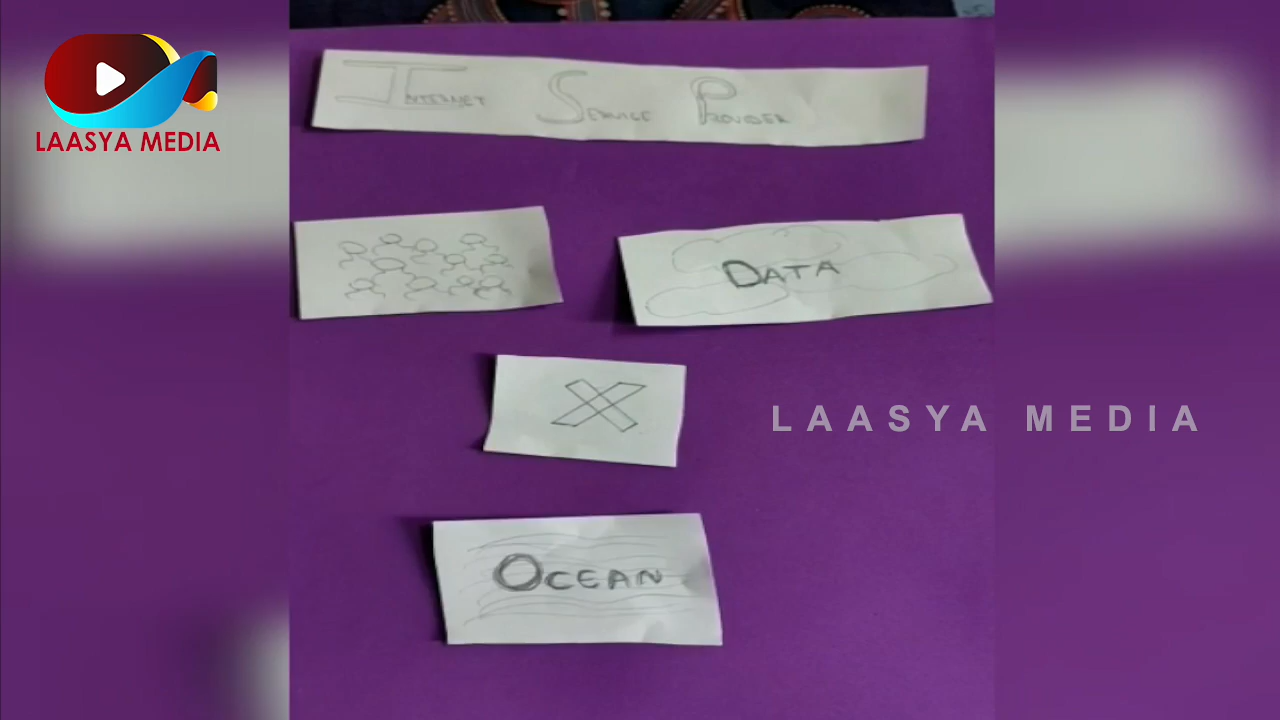 LAASYA MEDIA
INTERNET SERVICE PROVIDER
DATA
X
LAASYA MEDIA
OCEAN